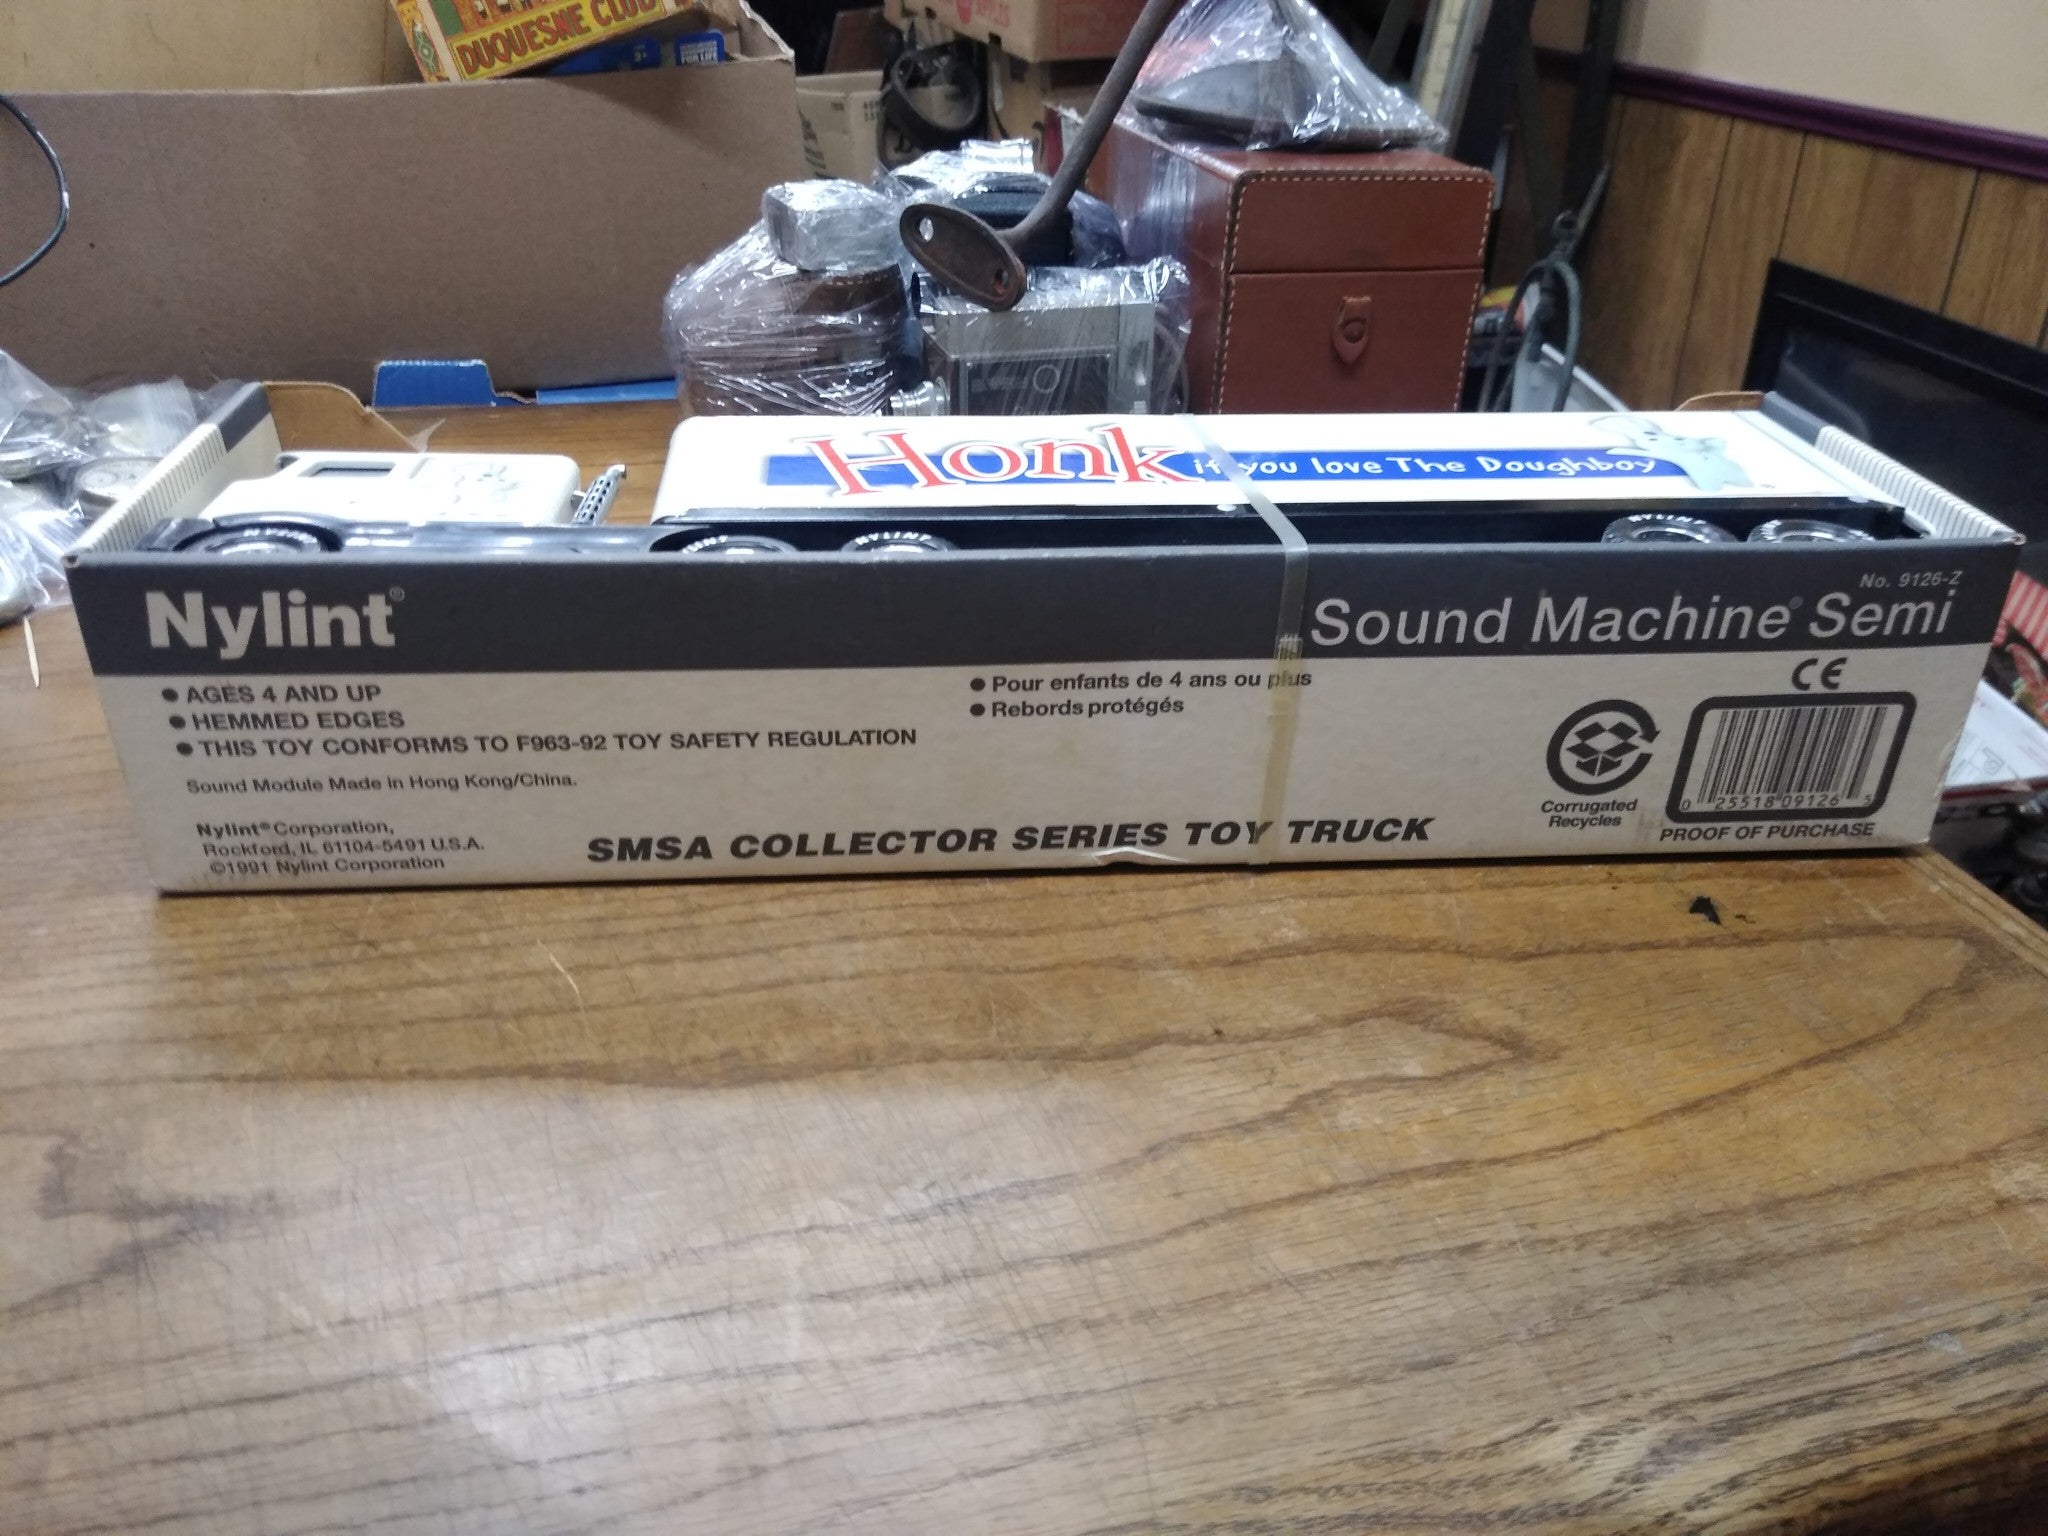 DUQUESNE CLUB
Honk if you love The Doughboy
NYLINT
NYLINT
Nylint®
No. 9126-Z
Sound Machine® Semi
• AGES 4 AND UP
• HEMMED EDGES
• THIS TOY CONFORMS TO F963-92 TOY SAFETY REGULATION
• Pour enfants de 4 ans ou plus
• Rebords protégés
CE
Sound Module Made in Hong Kong/China.
Nylint® Corporation,
Rockford, IL 61104-5491 U.S.A.
©1991 Nylint Corporation
SMSA COLLECTOR SERIES TOY TRUCK
Corrugated
Recycles
0 25518 09126 5
PROOF OF PURCHASE